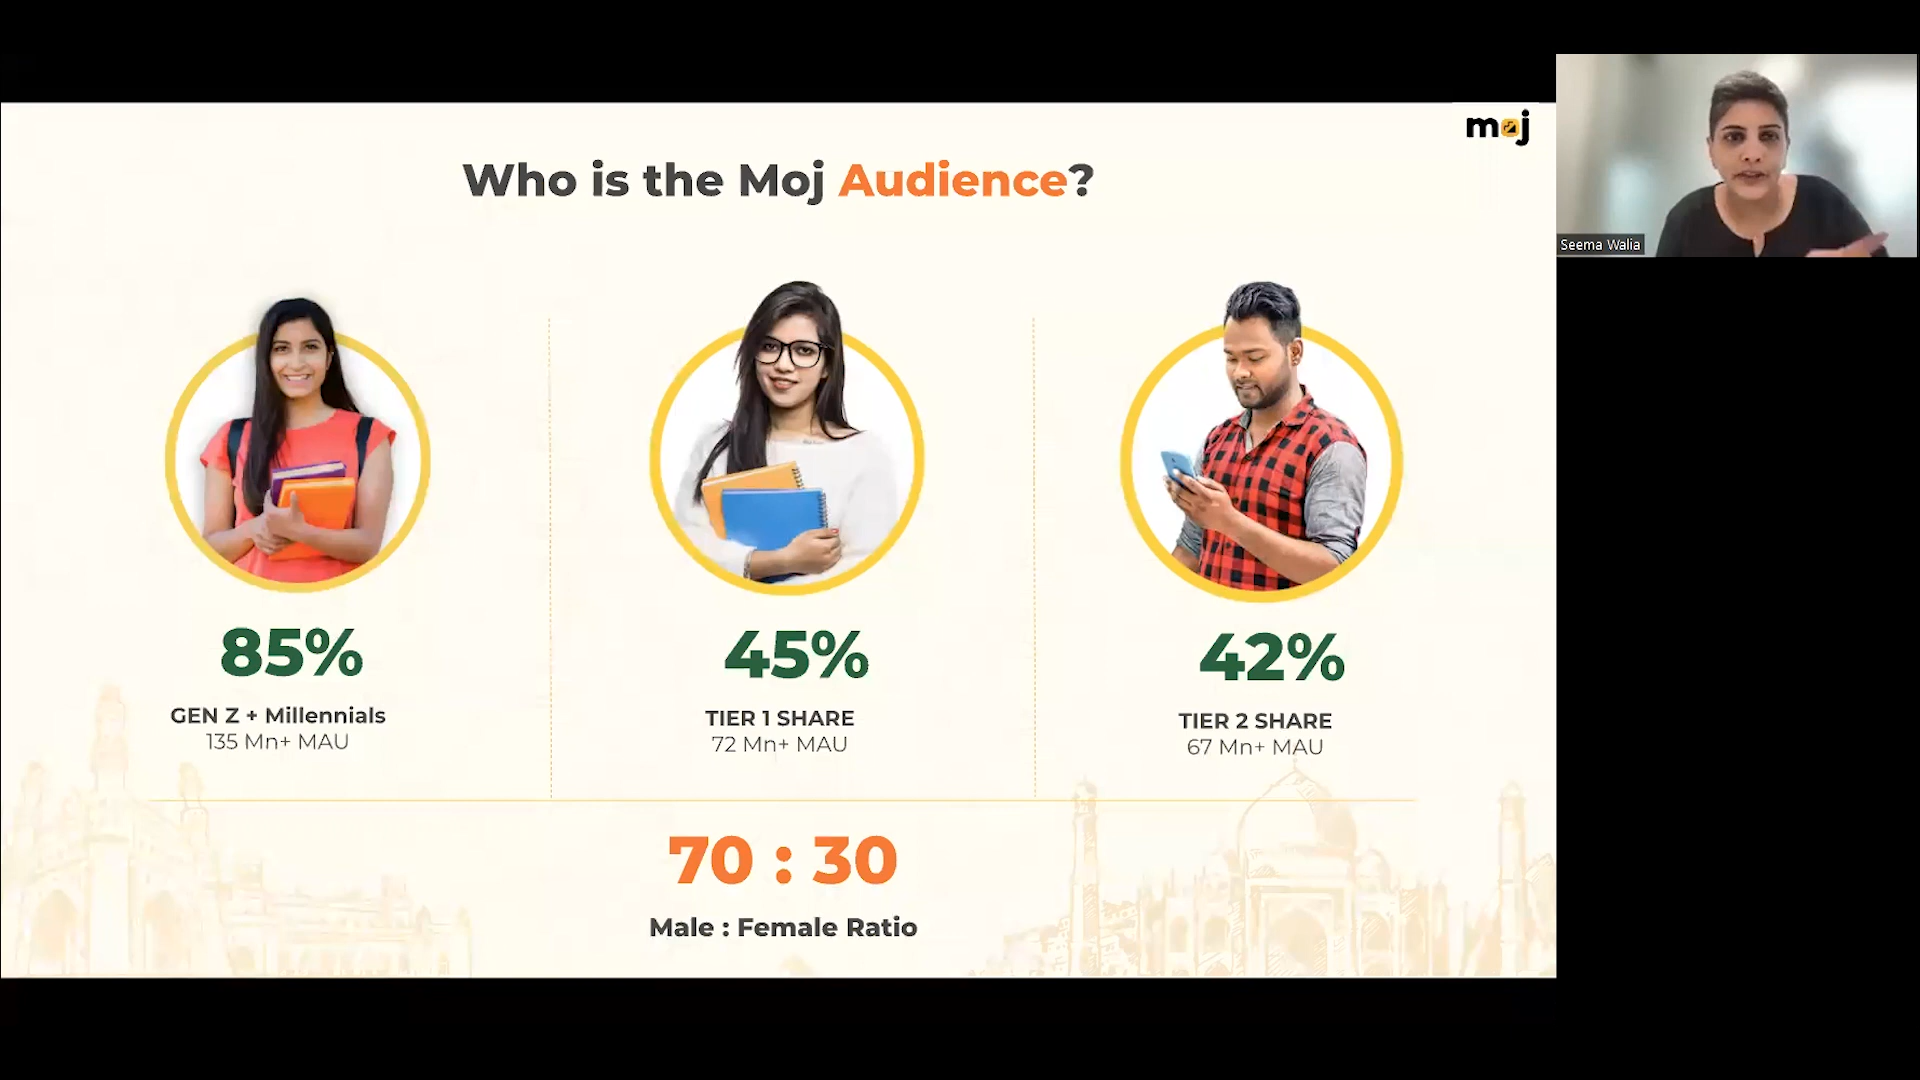 moj
Who is the Moj Audience?
Seema Walia
85%
GEN Z + Millennials
135 Mn+ MAU
45%
TIER 1 SHARE
72 Mn+ MAU
42%
TIER 2 SHARE
67 Mn+ MAU
70 : 30
Male : Female Ratio